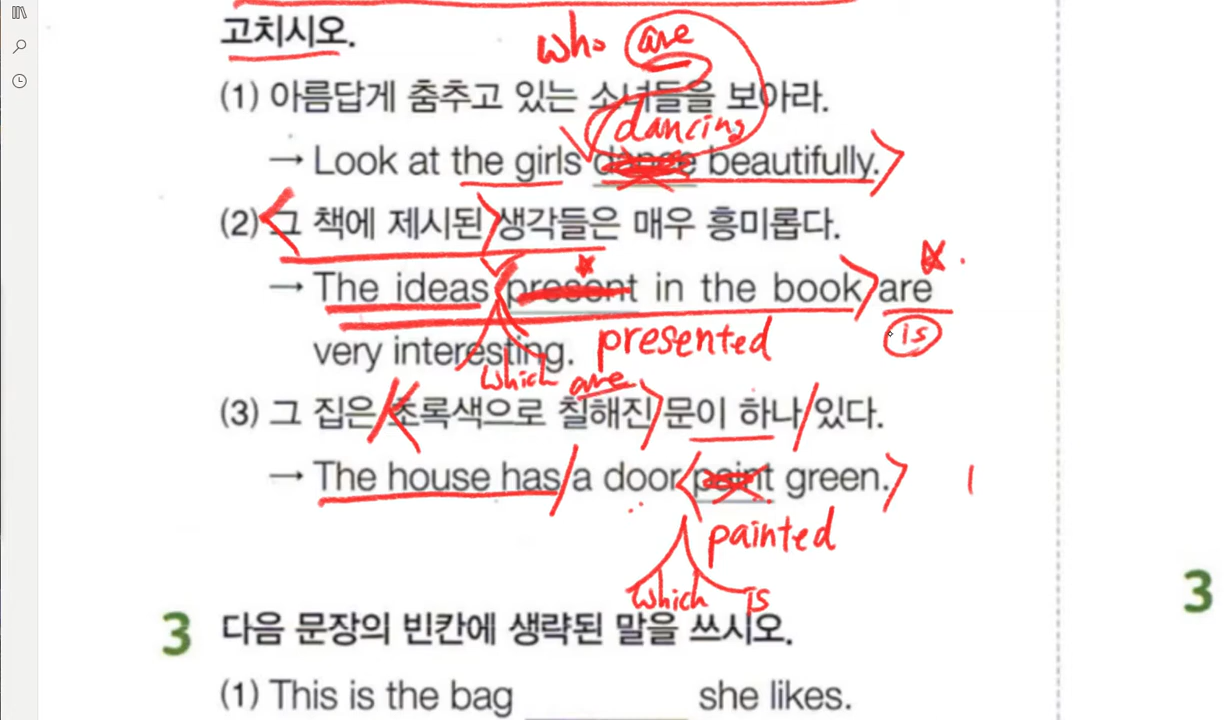 고치시오.
who are
(1) 아름답게 춤추고 있는 소녀들을 보아라.
dancing
→ Look at the girls dance beautifully.
(2) 그 책에 제시된 생각들은 매우 흥미롭다.
→ The ideas present in the book are
is
very interesting. presented
which are
(3) 그 집은 초록색으로 칠해진 문이 하나 있다.
→ The house has a door paint green.
painted
which is
3 다음 문장의 빈칸에 생략된 말을 쓰시오.
3
(1) This is the bag ________ she likes.